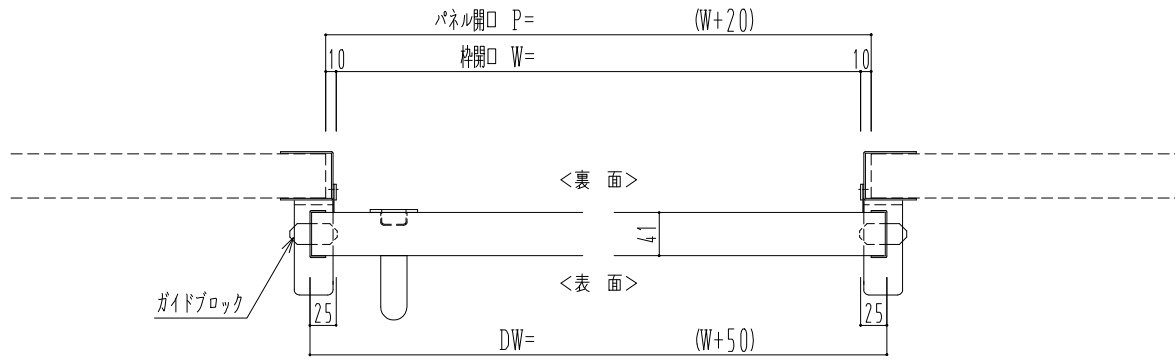 パネル開口 P= (W+20)
10 枠開口 W= 10
<裏 面>
41
<表 面>
ガイドブロック
25 25
DW= (W+50)